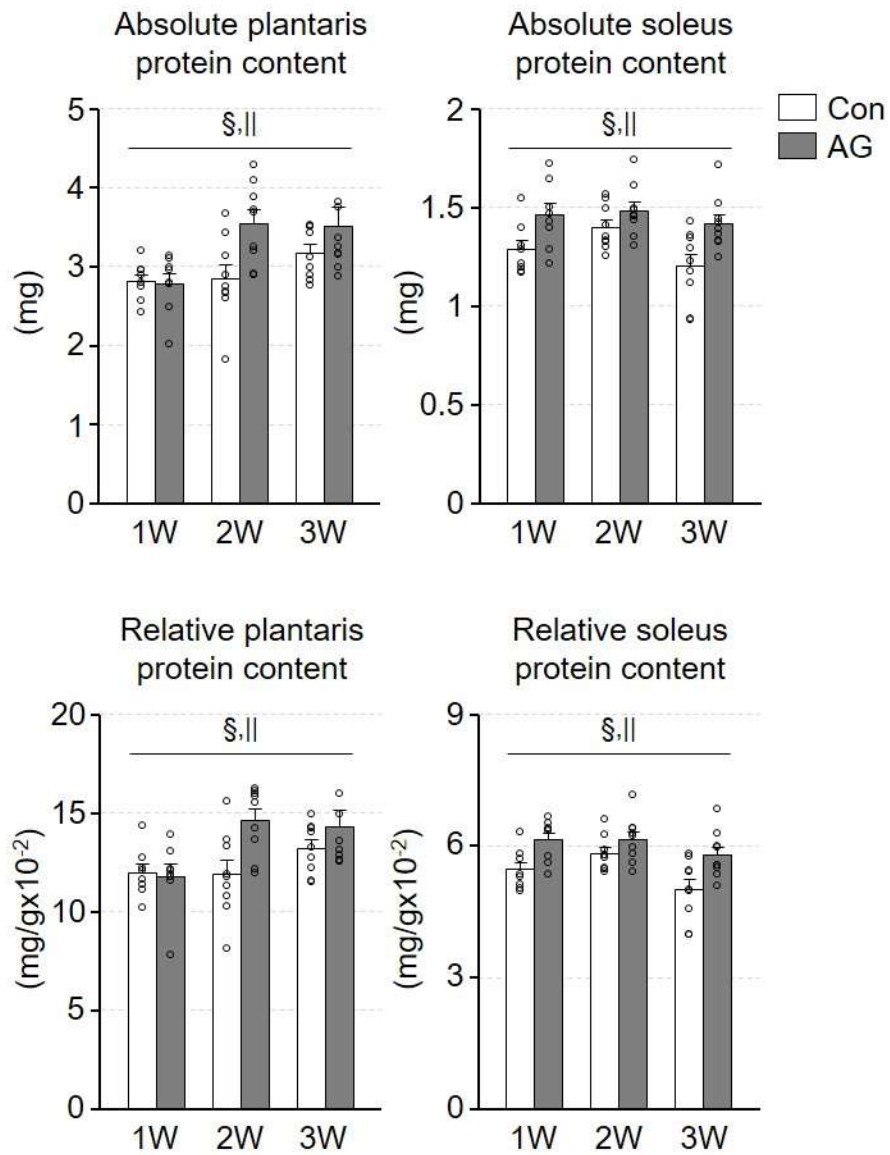 Absolute plantaris
protein content
5
4
3
2
1
0
(mg)
§,||
1W 2W 3W
Absolute soleus
protein content
2
1.5
1
0.5
0
(mg)
§,||
1W 2W 3W
Con
AG
Relative plantaris
protein content
20
15
10
5
0
(mg/gx10⁻²)
§,||
1W 2W 3W
Relative soleus
protein content
9
6
3
0
(mg/gx10⁻²)
§,||
1W 2W 3W